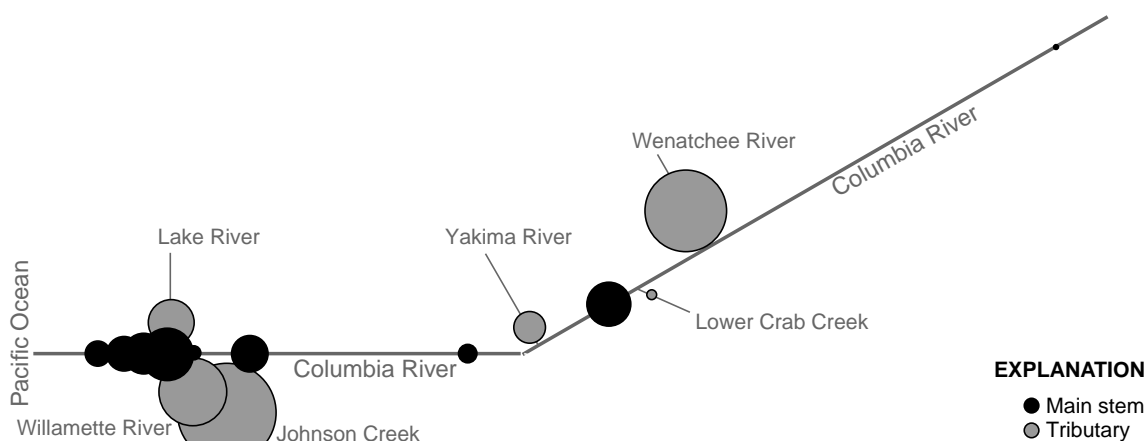 Columbia River
Wenatchee River
Lake River
Yakima River
Pacific Ocean
Lower Crab Creek
Columbia River
Willamette River
Johnson Creek
EXPLANATION
Main stem
Tributary